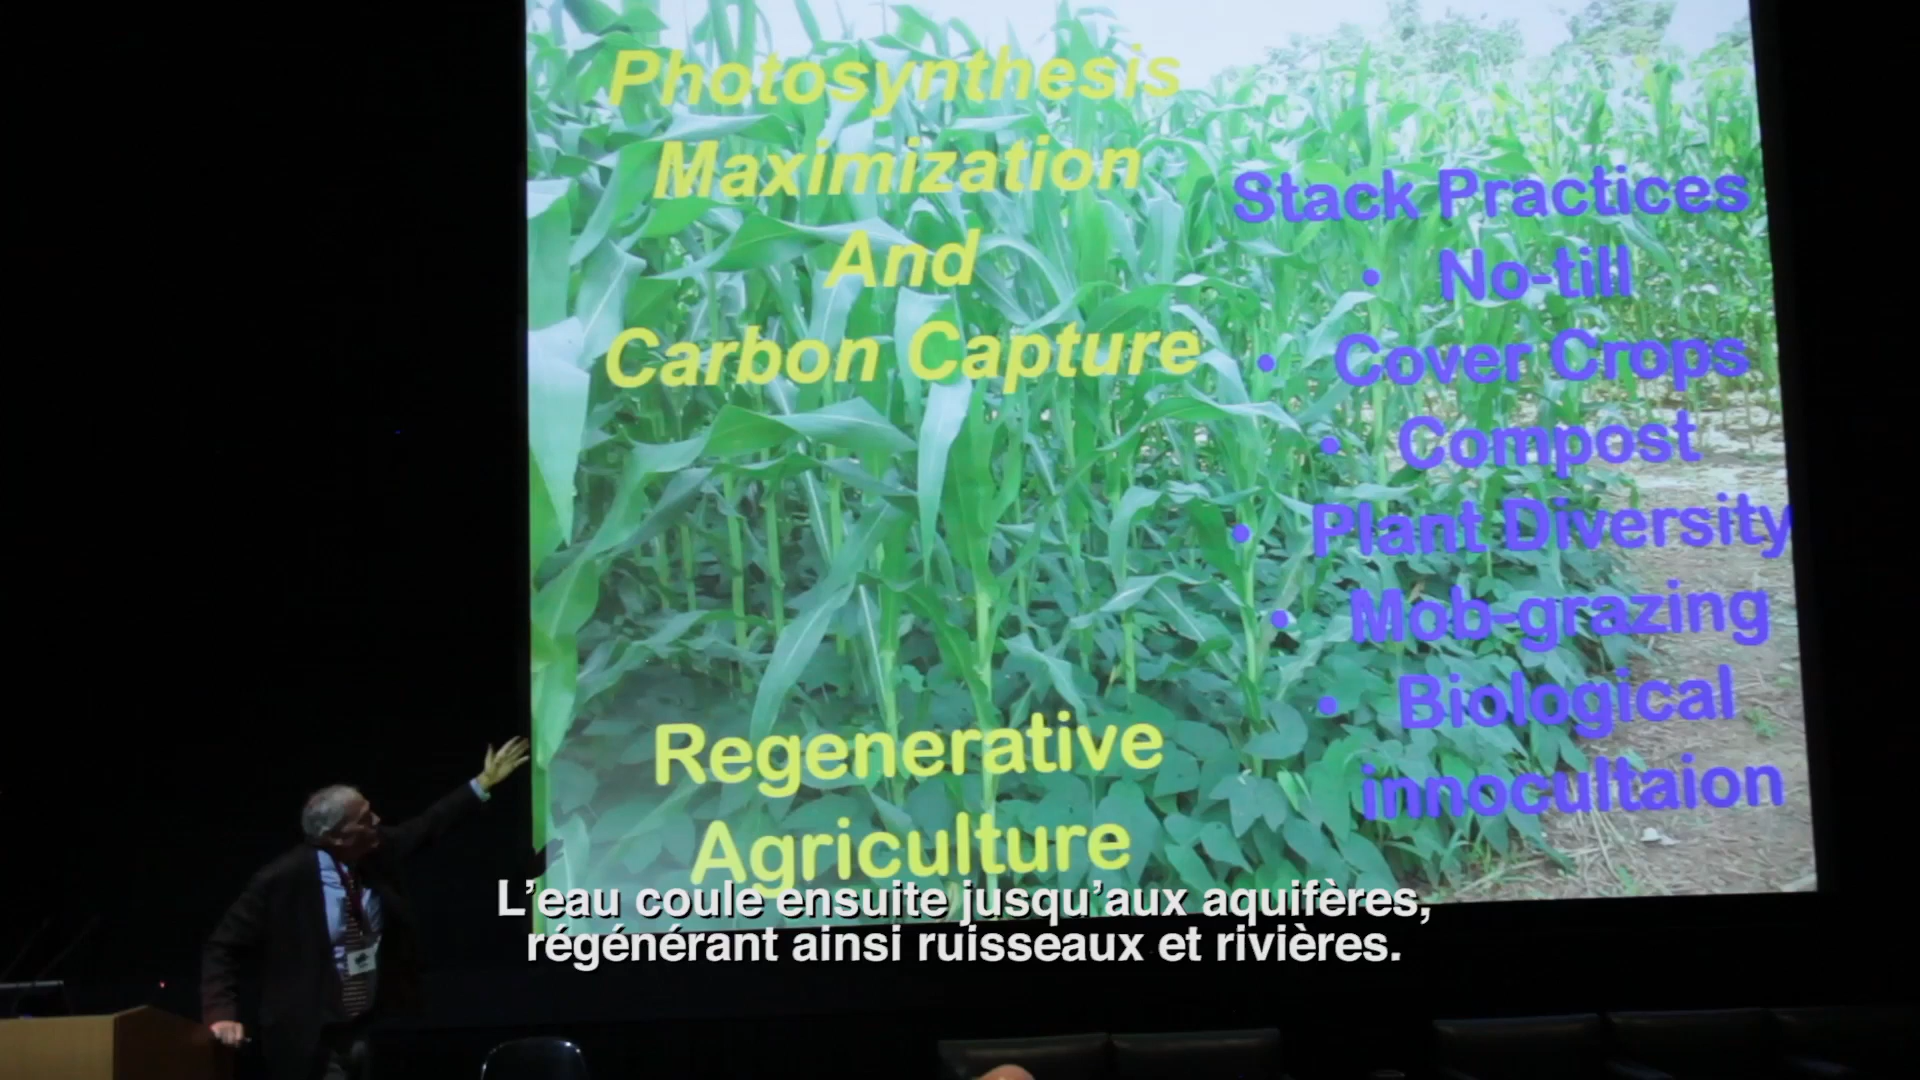 Photosynthesis
Maximization
And
Carbon Capture
Regenerative
Agriculture
Stack Practices
• No-till
• Cover Crops
• Compost
• Plant Diversity
• Mob-grazing
• Biological
innocultaion
L'eau coule ensuite jusqu'aux aquifères,
régénérant ainsi ruisseaux et rivières.